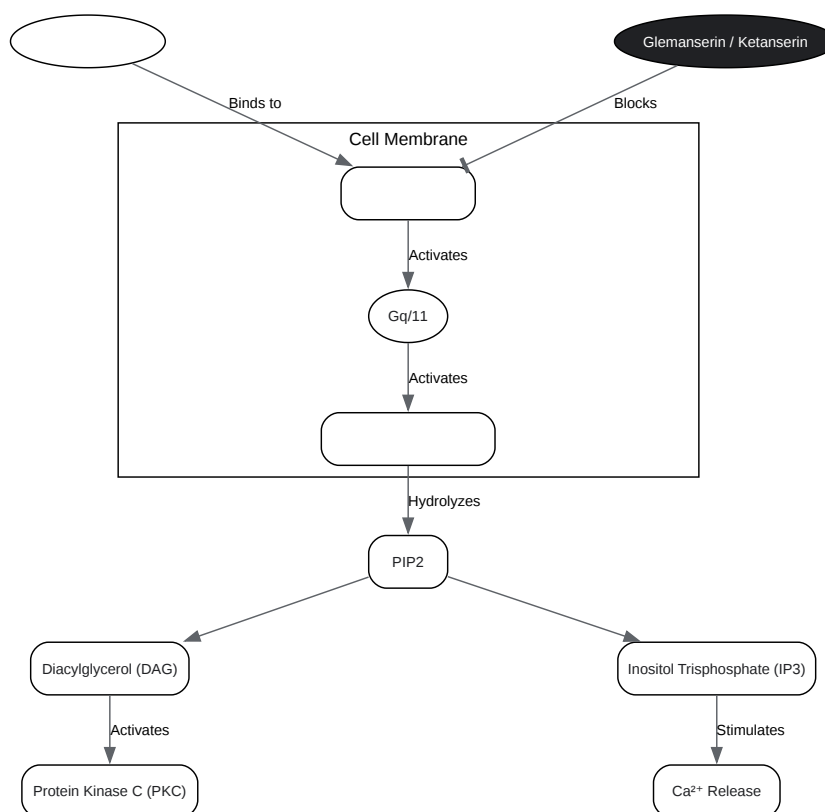 Glemanserin / Ketanserin
Binds to
Blocks
Cell Membrane
Activates
Gq/11
Activates
Hydrolyzes
PIP2
Diacylglycerol (DAG)
Inositol Trisphosphate (IP3)
Activates
Stimulates
Protein Kinase C (PKC)
Ca²⁺ Release